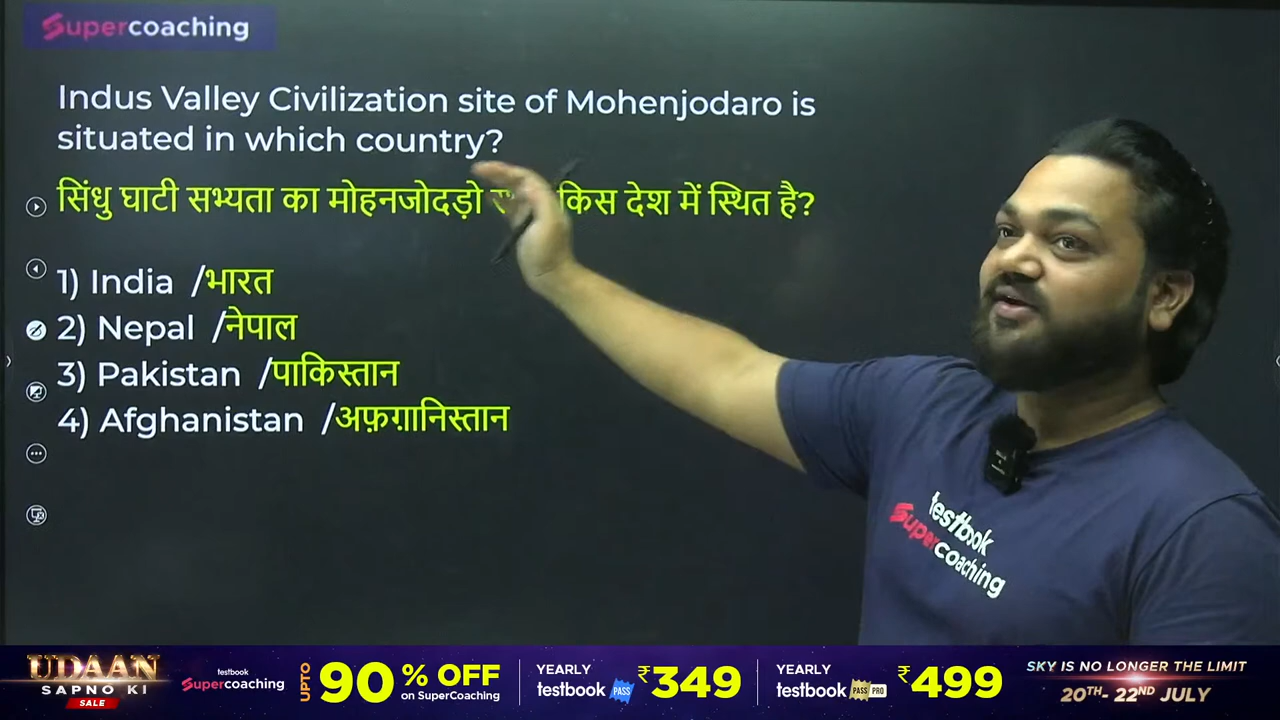 Supercoaching
Indus Valley Civilization site of Mohenjodaro is
situated in which country?
सिंधु घाटी सभ्यता का मोहनजोदड़ो किस देश में स्थित है?
1) India /भारत
2) Nepal /नेपाल
3) Pakistan /पाकिस्तान
4) Afghanistan /अफ़ग़ानिस्तान
testbook
Supercoaching
UDAAN
SAPNO KI
SALE
testbook
Supercoaching
UPTO 90% OFF
on SuperCoaching
YEARLY
testbook PASS ₹349
YEARLY
testbook PASS PRO ₹499
SKY IS NO LONGER THE LIMIT
20TH- 22ND JULY